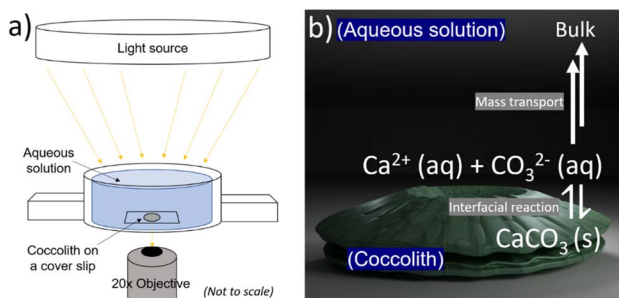 a)
Light source
Aqueous
solution
Coccolith on
a cover slip
20x Objective
(Not to scale)
b)
(Aqueous solution)
Bulk
Mass transport
Ca²⁺ (aq) + CO₃²⁻ (aq)
Interfacial reaction
CaCO₃ (s)
(Coccolith)